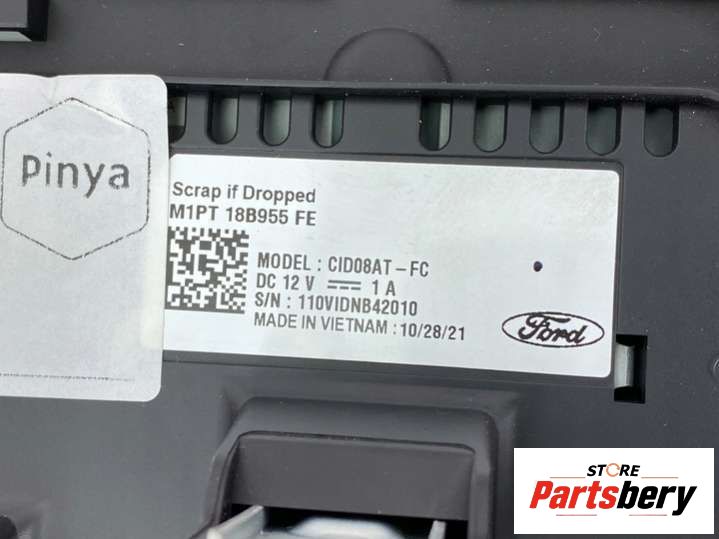 Pinya
Scrap if Dropped
M1PT 18B955 FE
MODEL : CID08AT-FC
DC 12 V ⎓ 1 A
S/N : 110VIDNB42010
MADE IN VIETNAM : 10/28/21
Ford
STORE
Partsbery